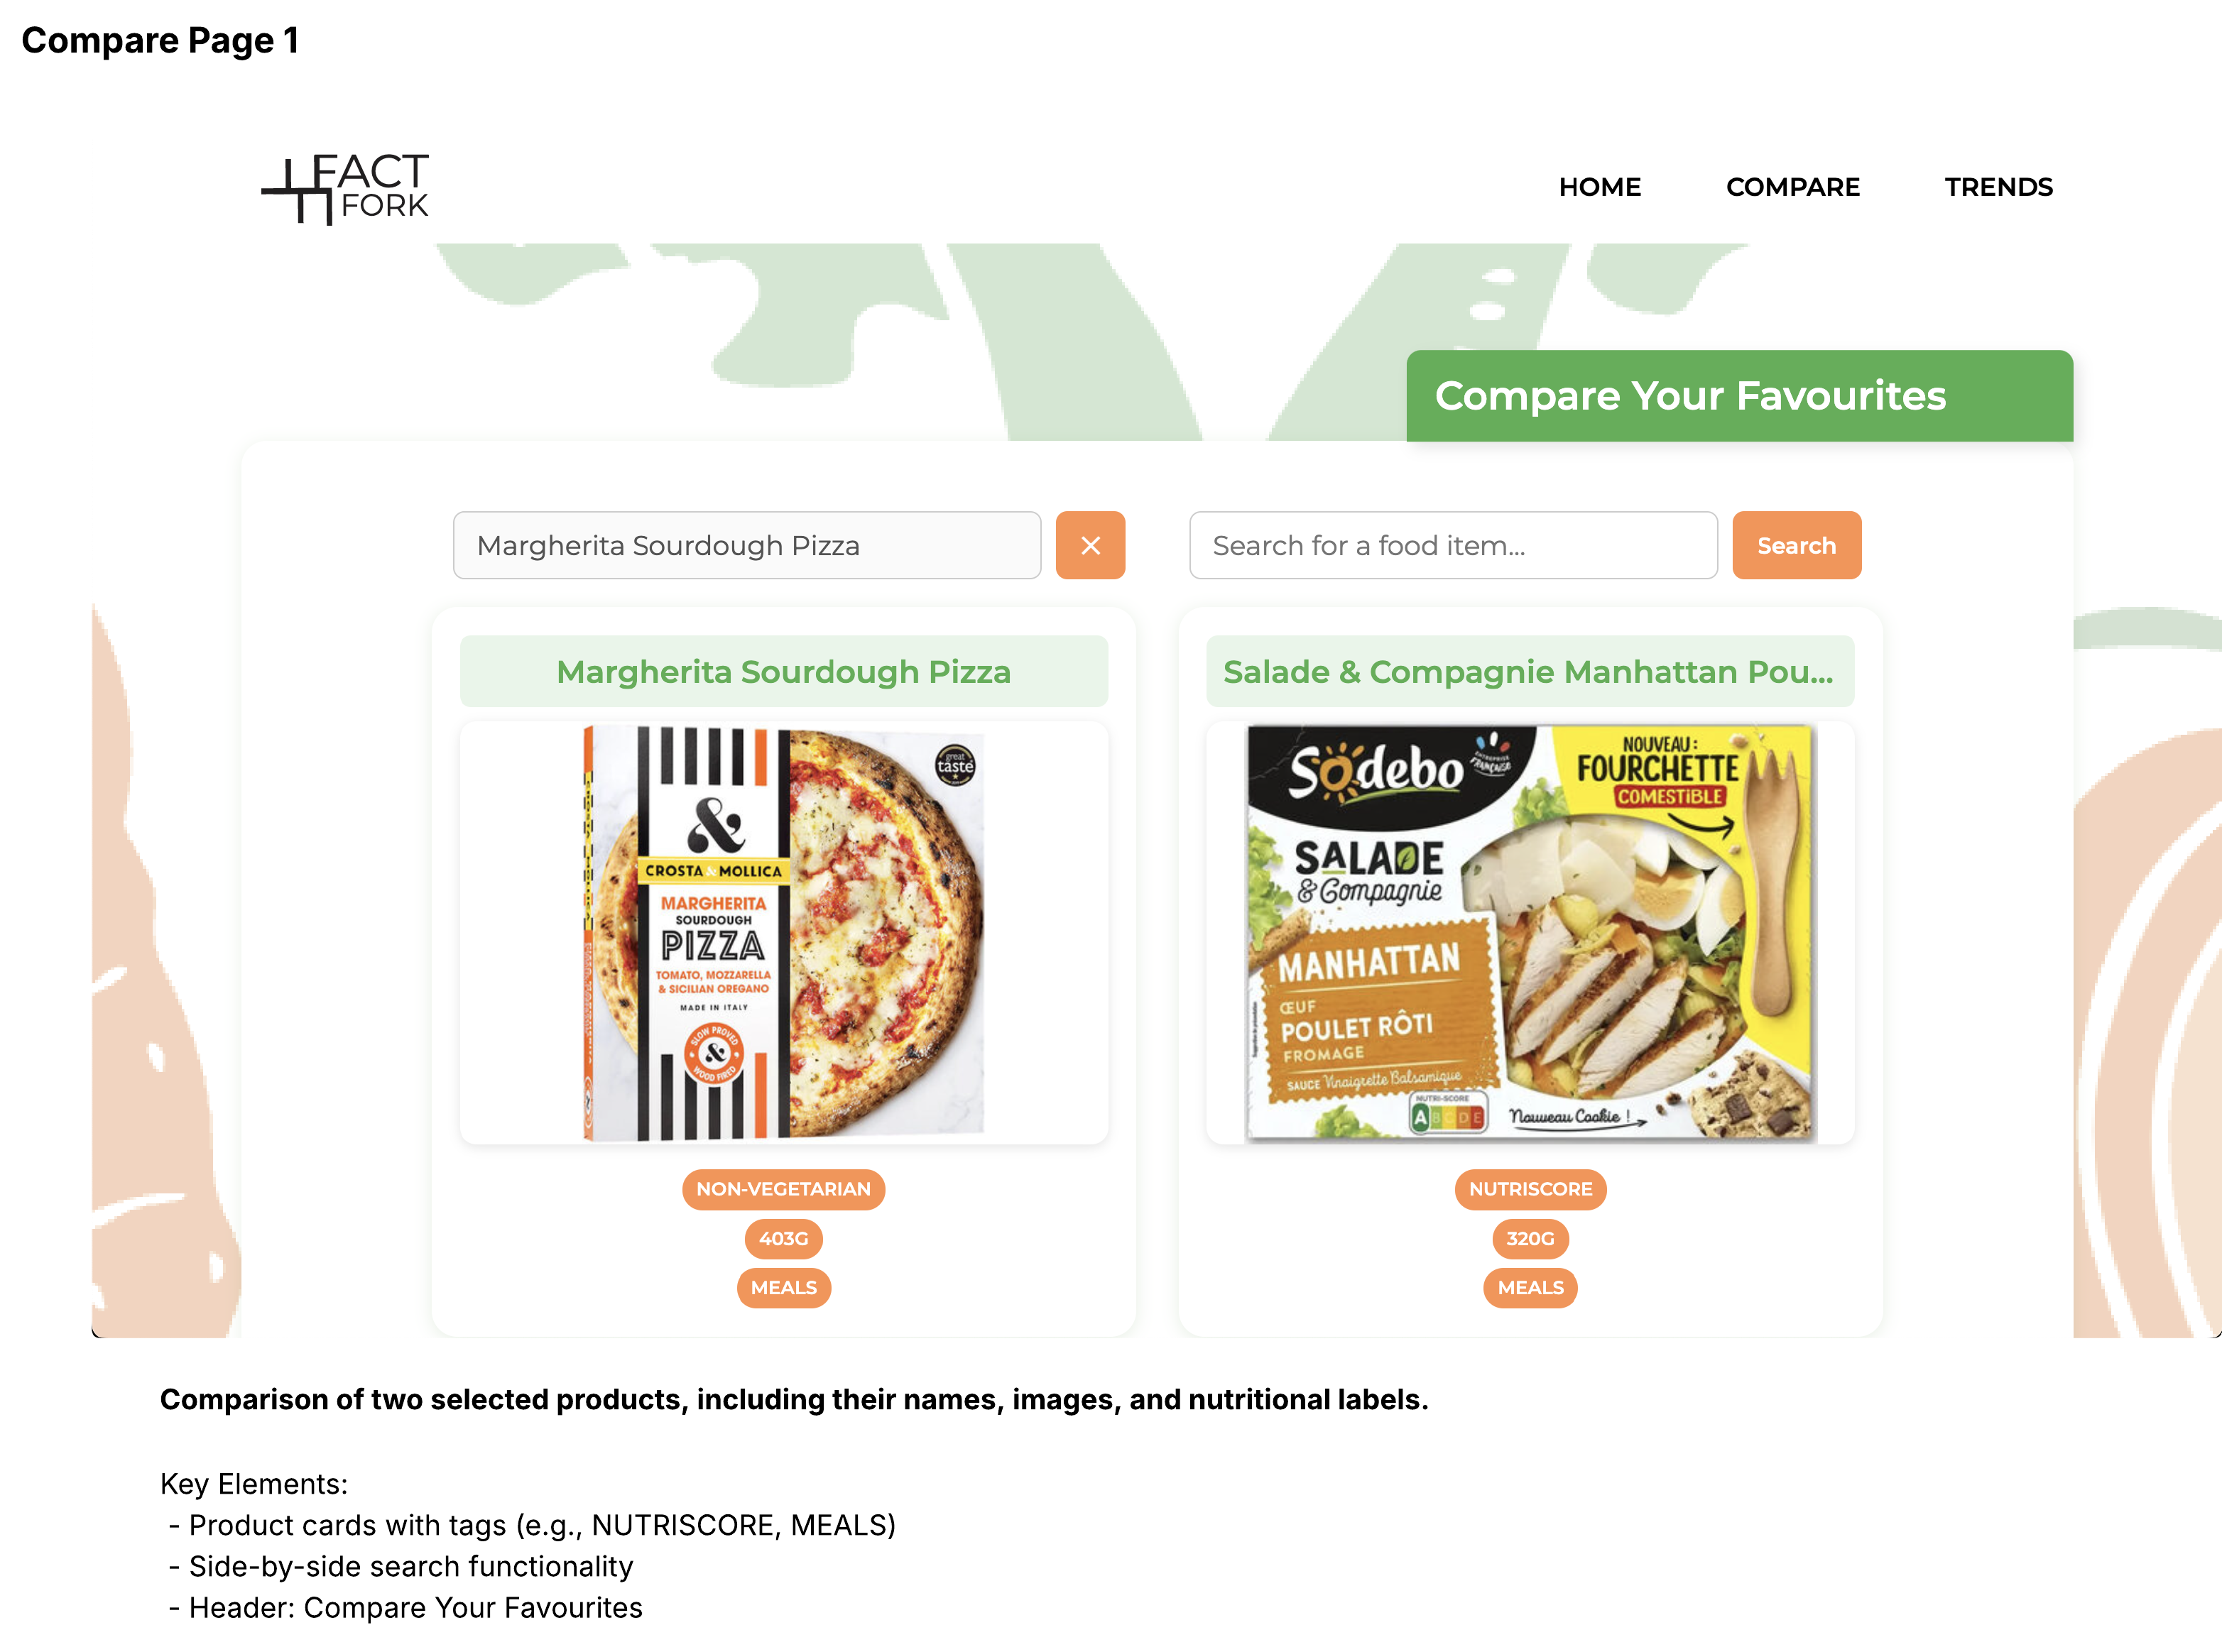 Compare Page 1
FACT
FORK
HOME COMPARE TRENDS
Compare Your Favourites
Margherita Sourdough Pizza
Search for a food item...
Search
Margherita Sourdough Pizza
great
taste
&
CROSTA & MOLLICA
MARGHERITA
SOURDOUGH
PIZZA
TOMATO, MOZZARELLA
& SICILIAN OREGANO
MADE IN ITALY
SLOW PROVED
&
WOOD FIRED
NON-VEGETARIAN
403G
MEALS
Salade & Compagnie Manhattan Pou...
Sodebo
ENTREPRISE
FRANÇAISE
NOUVEAU :
FOURCHETTE
COMESTIBLE
SALADE
& Compagnie
MANHATTAN
ŒUF
POULET RÔTI
FROMAGE
SAUCE Vinaigrette Balsamique
NUTRI-SCORE
A B C D E
Nouveau Cookie !
NUTRISCORE
320G
MEALS
Comparison of two selected products, including their names, images, and nutritional labels.
Key Elements:
- Product cards with tags (e.g., NUTRISCORE, MEALS)
- Side-by-side search functionality
- Header: Compare Your Favourites